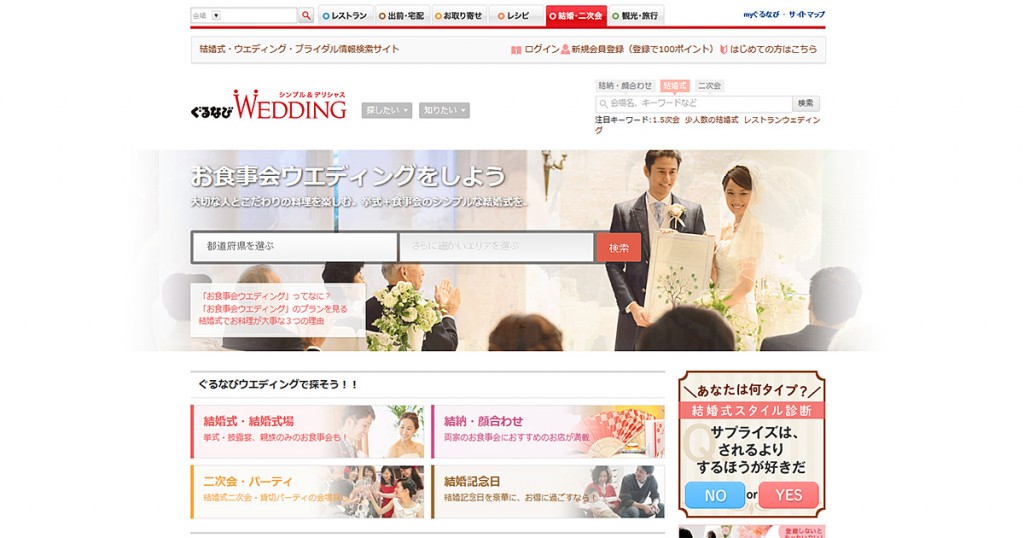 会場 ▼
レストラン
出前・宅配
お取り寄せ
レシピ
結婚・二次会
観光・旅行
myぐるなび - サイトマップ
結婚式・ウエディング・ブライダル情報検索サイト
ログイン
新規会員登録（登録で100ポイント）
はじめての方はこちら
シンプル&デリシャス
ぐるなびWEDDING
探したい ▼
知りたい ▼
結納・顔合わせ
結婚式
二次会
会場名、キーワードなど
検索
注目キーワード:1.5次会 少人数の結婚式 レストランウェディン
グ
お食事会ウエディングをしよう
大切な人とこだわりの料理を楽しむ。挙式＋食事会のシンプルな結婚式を。
都道府県を選ぶ
さらに細かいエリアを選ぶ
検索
「お食事会ウエディング」ってなに？
「お食事会ウエディング」のプランを見る
結婚式でお料理が大事な３つの理由
ぐるなびウエディングで探そう！！
結婚式・結婚式場
挙式・披露宴、親族のみのお食事会も！
結納・顔合わせ
両家のお食事会におすすめのお店が満載
二次会・パーティ
結婚式二次会・貸切パーティの会場
結婚記念日
結婚記念日を豪華に、お得に過ごすなら！
あなたは何タイプ？
結婚式スタイル診断
Q
サプライズは、
されるより
するほうが好きだ
NO or YES
登録しないと